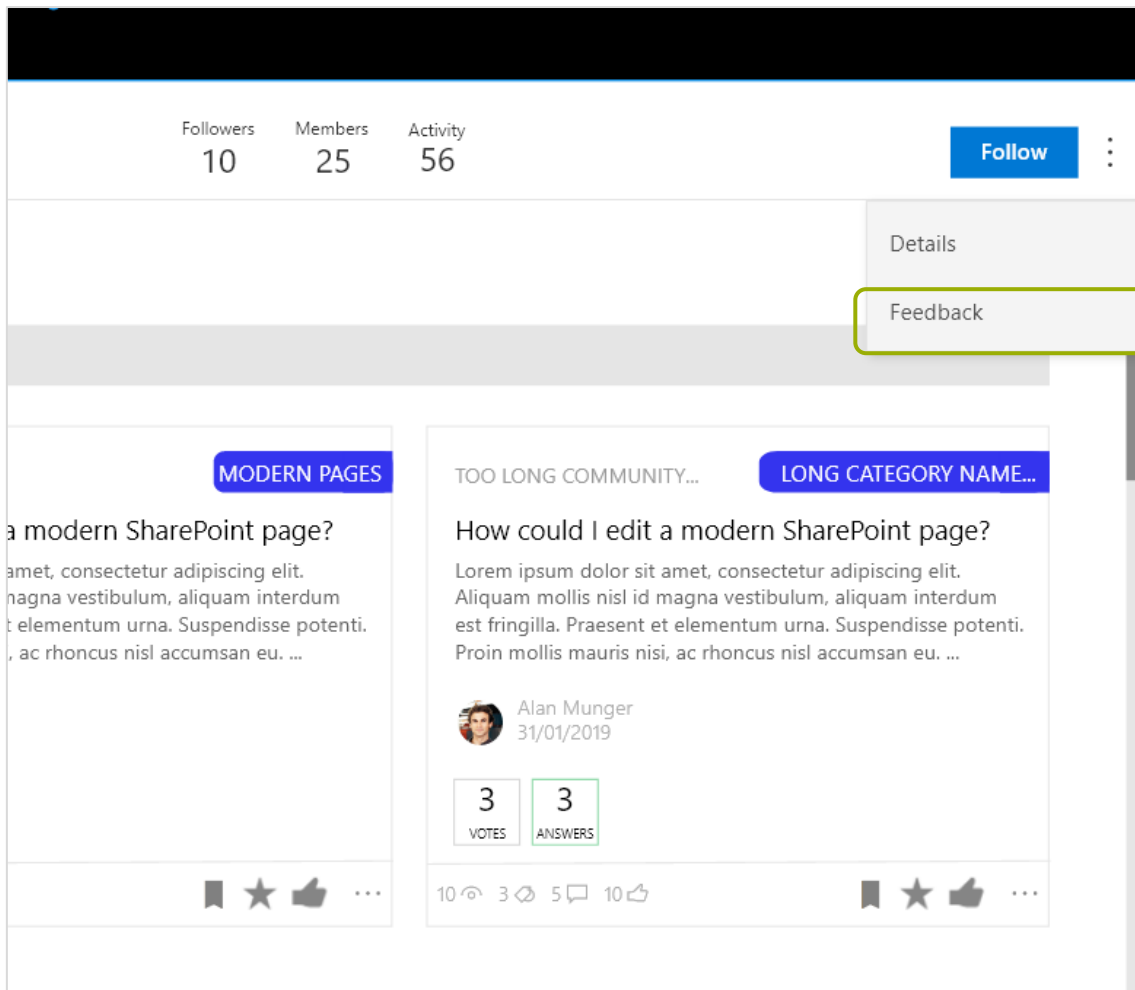 Followers Members Activity
10 25 56
Follow
Details
Feedback
MODERN PAGES
a modern SharePoint page?
amet, consectetur adipiscing elit.
magna vestibulum, aliquam interdum
t elementum urna. Suspendisse potenti.
, ac rhoncus nisl accumsan eu. ...
TOO LONG COMMUNITY...
LONG CATEGORY NAME...
How could I edit a modern SharePoint page?
Lorem ipsum dolor sit amet, consectetur adipiscing elit.
Aliquam mollis nisl id magna vestibulum, aliquam interdum
est fringilla. Praesent et elementum urna. Suspendisse potenti.
Proin mollis mauris nisi, ac rhoncus nisl accumsan eu. ...
Alan Munger
31/01/2019
3 3
VOTES ANSWERS
10 3 5 10